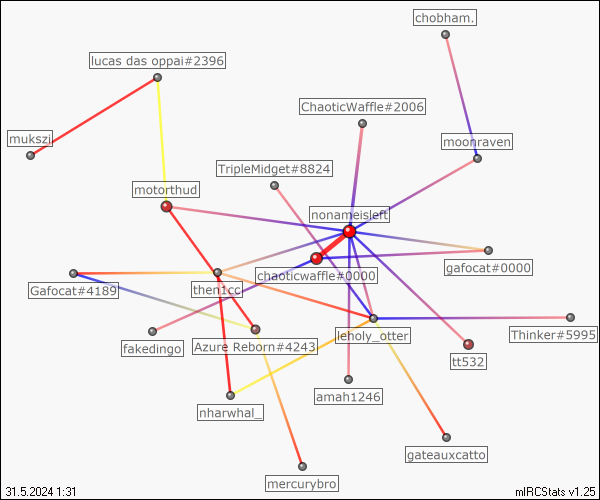 chobham.
lucas das oppai#2396
ChaoticWaffle#2006
mukszi
moonraven
TripleMidget#8824
motorthud
nonameisleft
gafocat#0000
chaoticwaffle#0000
Gafocat#4189
then1cc
leholy_otter
Thinker#5995
fakedingo
Azure Reborn#4243
tt532
amah1246
nharwhal_
gateauxcatto
mercurybro
31.5.2024 1:31
mIRCStats v1.25